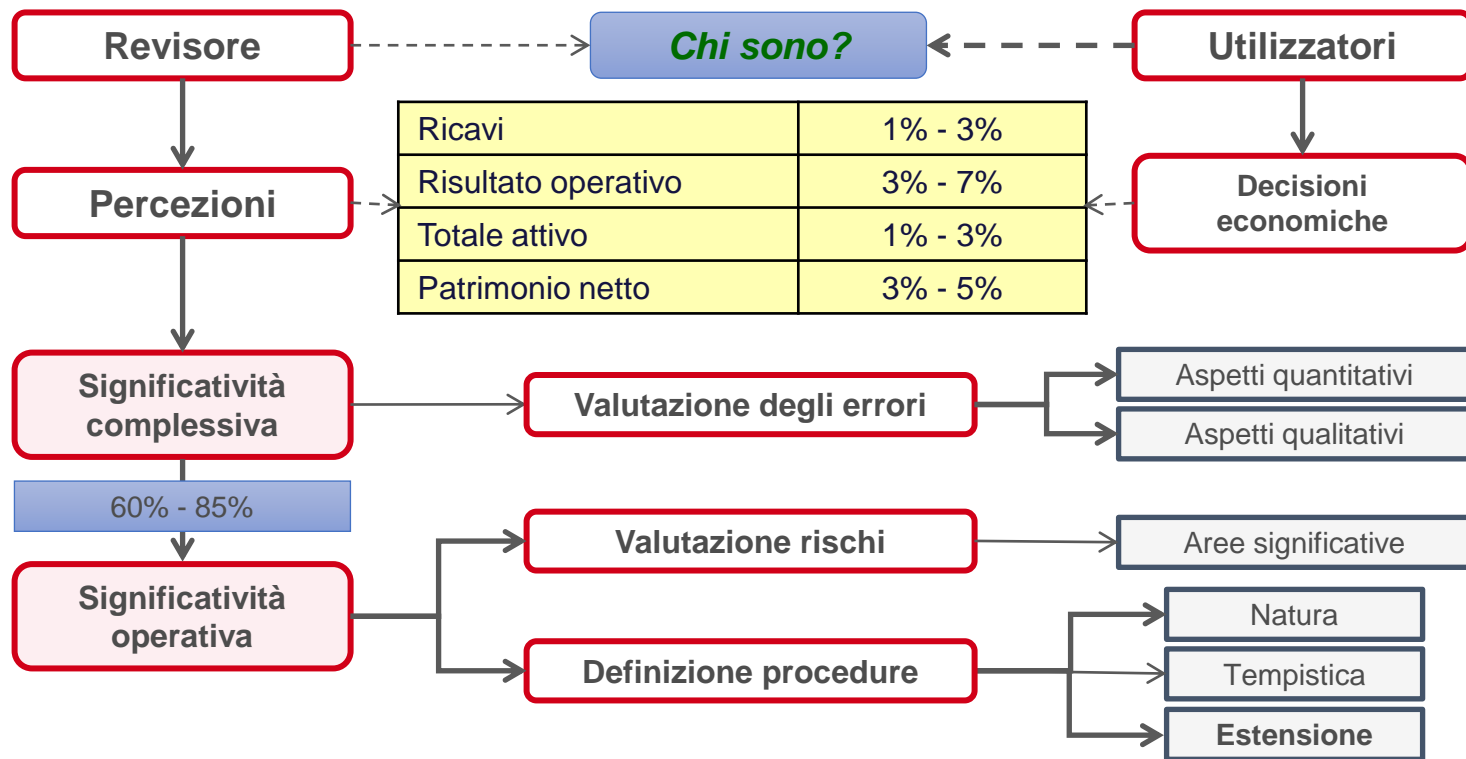 Revisore
Chi sono?
Utilizzatori
Ricavi 1% - 3%
Risultato operativo 3% - 7%
Totale attivo 1% - 3%
Patrimonio netto 3% - 5%
Percezioni
Decisioni
economiche
Significatività
complessiva
Valutazione degli errori
Aspetti quantitativi
Aspetti qualitativi
60% - 85%
Significatività
operativa
Valutazione rischi
Aree significative
Definizione procedure
Natura
Tempistica
Estensione